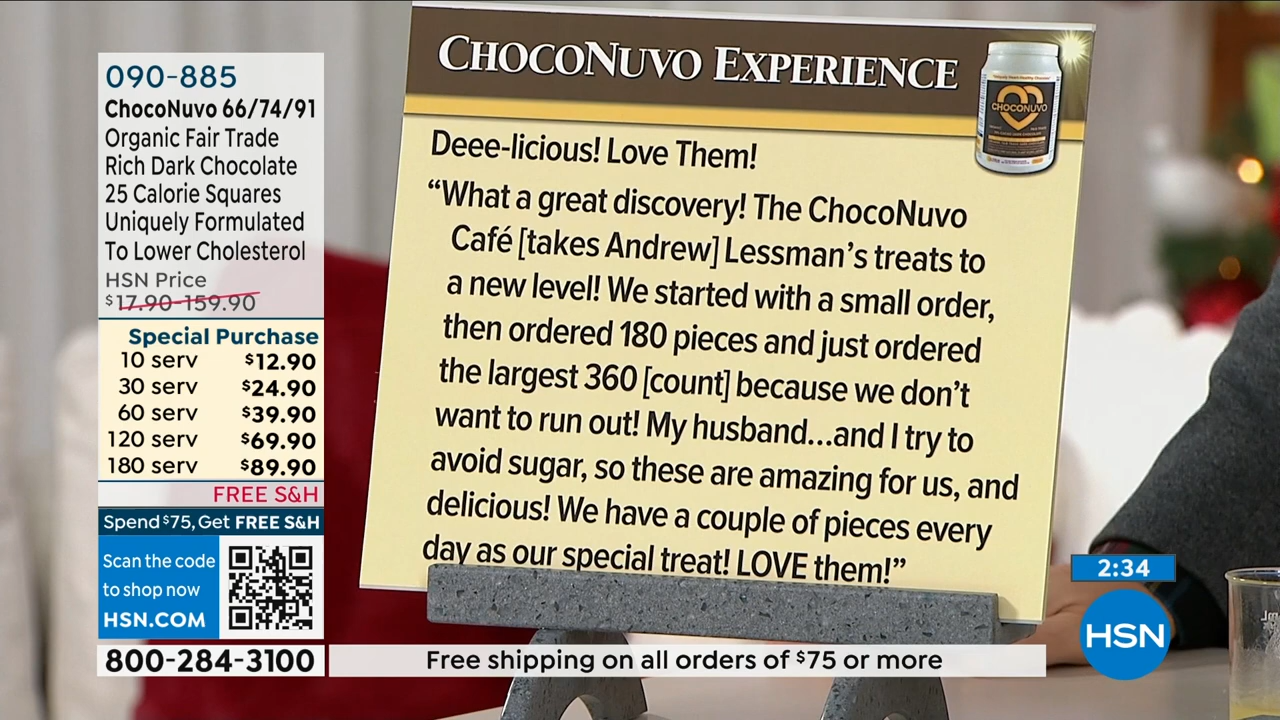 090-885
ChocoNuvo 66/74/91
Organic Fair Trade
Rich Dark Chocolate
25 Calorie Squares
Uniquely Formulated
To Lower Cholesterol
HSN Price
$17.90-159.90
Special Purchase
10 serv $12.90
30 serv $24.90
60 serv $39.90
120 serv $69.90
180 serv $89.90
FREE S&H
Spend $75, Get FREE S&H
Scan the code
to shop now
HSN.COM
800-284-3100
Free shipping on all orders of $75 or more
CHOCONUVO EXPERIENCE
CHOCONUVO
Deee-licious! Love Them!
“What a great discovery! The ChocoNuvo
Café [takes Andrew] Lessman’s treats to
a new level! We started with a small order,
then ordered 180 pieces and just ordered
the largest 360 [count] because we don’t
want to run out! My husband...and I try to
avoid sugar, so these are amazing for us, and
delicious! We have a couple of pieces every
day as our special treat! LOVE them!”
2:34
HSN
mL